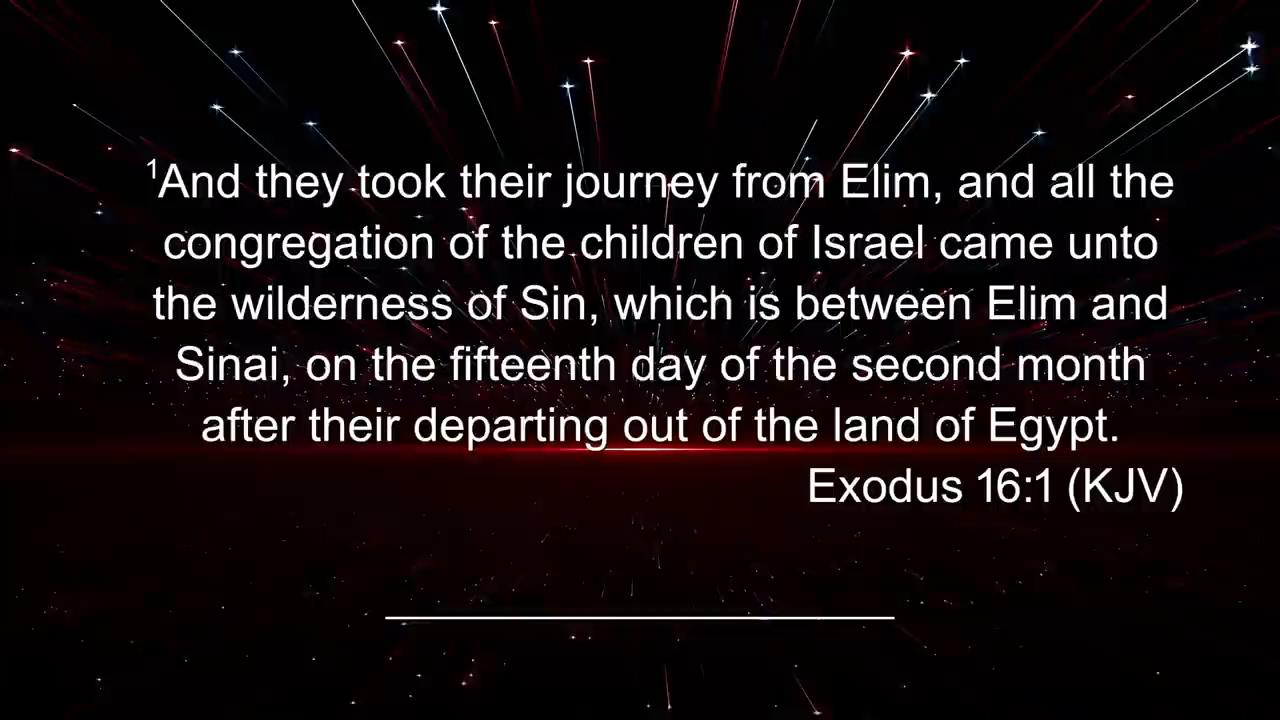 ¹And they took their journey from Elim, and all the
congregation of the children of Israel came unto
the wilderness of Sin, which is between Elim and
Sinai, on the fifteenth day of the second month
after their departing out of the land of Egypt.
Exodus 16:1 (KJV)